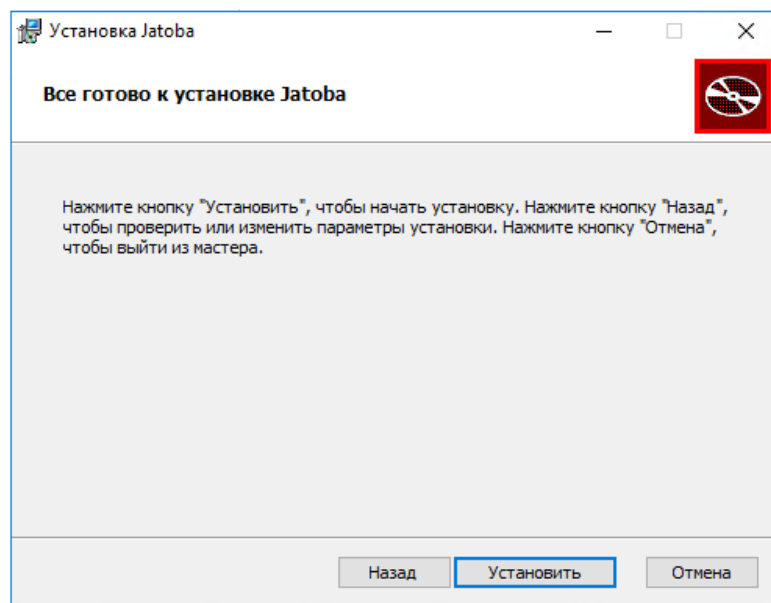 Установка Jatoba
Все готово к установке Jatoba
Нажмите кнопку "Установить", чтобы начать установку. Нажмите кнопку "Назад",
чтобы проверить или изменить параметры установки. Нажмите кнопку "Отмена",
чтобы выйти из мастера.
Назад
Установить
Отмена